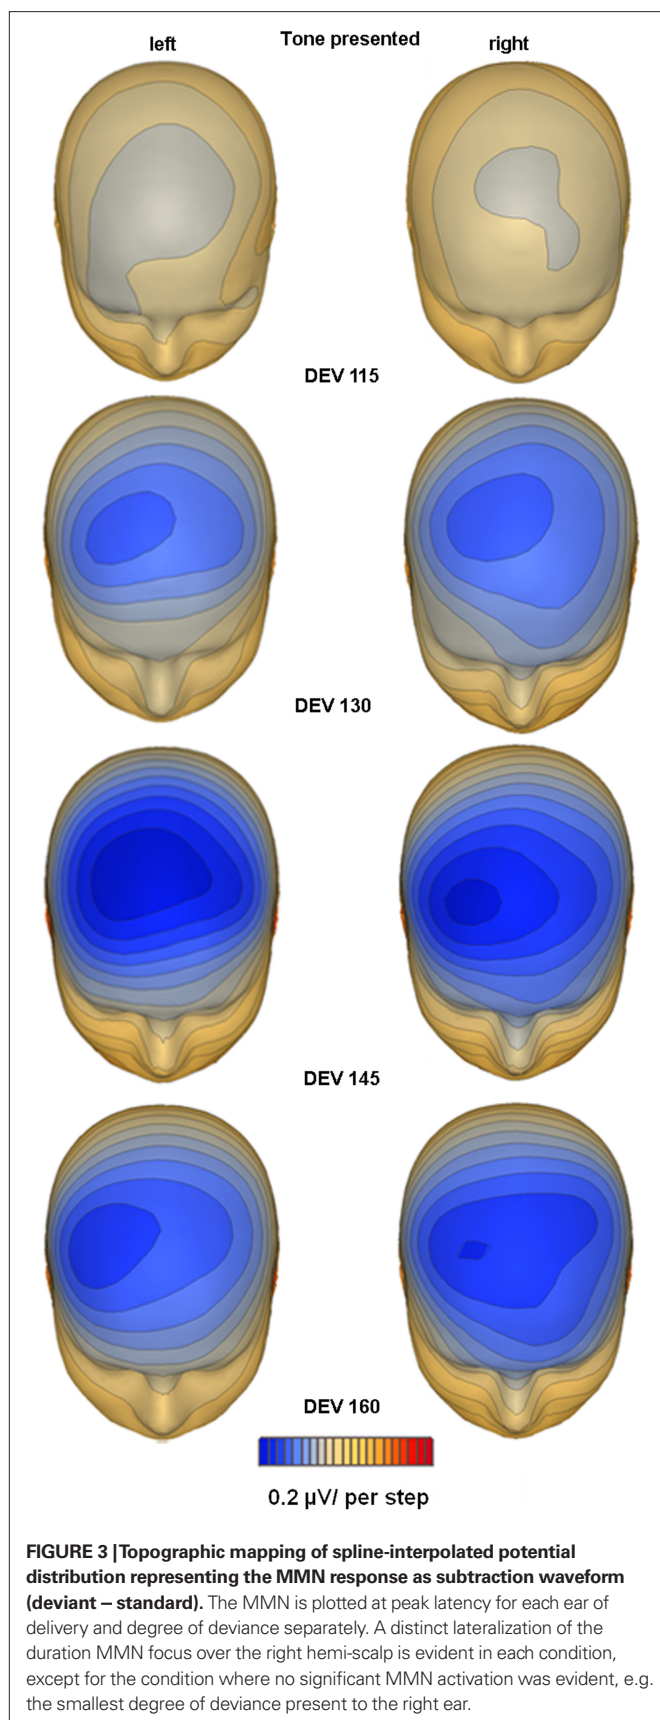 left Tone presented right
DEV 115
DEV 130
DEV 145
DEV 160
0.2 µV/ per step
FIGURE 3 | Topographic mapping of spline-interpolated potential
distribution representing the MMN response as subtraction waveform
(deviant – standard). The MMN is plotted at peak latency for each ear of
delivery and degree of deviance separately. A distinct lateralization of the
duration MMN focus over the right hemi-scalp is evident in each condition,
except for the condition where no significant MMN activation was evident, e.g.
the smallest degree of deviance present to the right ear.